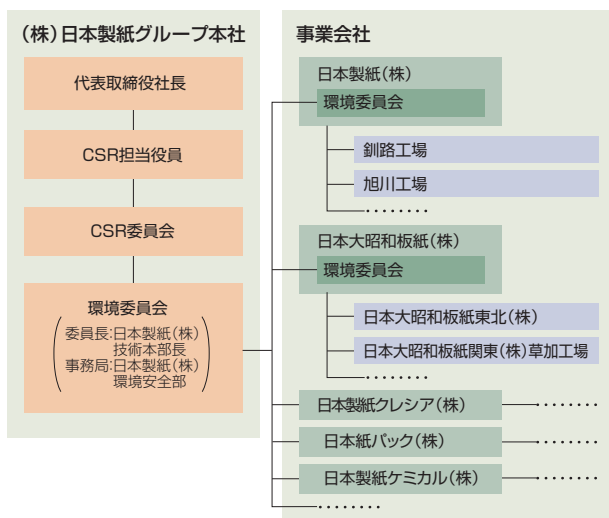 (株)日本製紙グループ本社
代表取締役社長
CSR担当役員
CSR委員会
環境委員会
委員長:日本製紙(株)
技術本部長
事務局:日本製紙(株)
環境安全部
事業会社
日本製紙(株)
環境委員会
釧路工場
旭川工場
········
日本大昭和板紙(株)
環境委員会
日本大昭和板紙東北(株)
日本大昭和板紙関東(株)草加工場
········
日本製紙クレシア(株) ········
日本紙パック(株) ········
日本製紙ケミカル(株) ········
········